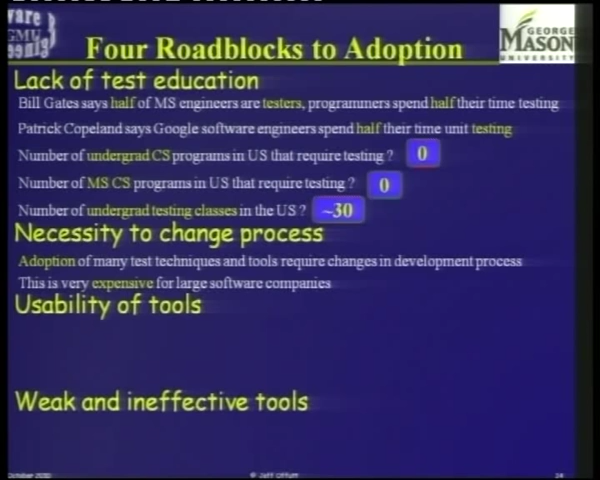 ware
GMU
Four Roadblocks to Adoption
GEORGE
MASON
UNIVERSITY
Lack of test education
Bill Gates says half of MS engineers are testers, programmers spend half their time testing
Patrick Copeland says Google software engineers spend half their time unit testing
Number of undergrad CS programs in US that require testing ? 0
Number of MS CS programs in US that require testing ? 0
Number of undergrad testing classes in the US ? ~30
Necessity to change process
Adoption of many test techniques and tools require changes in development process
This is very expensive for large software companies
Usability of tools
Weak and ineffective tools
© Jeff Offutt